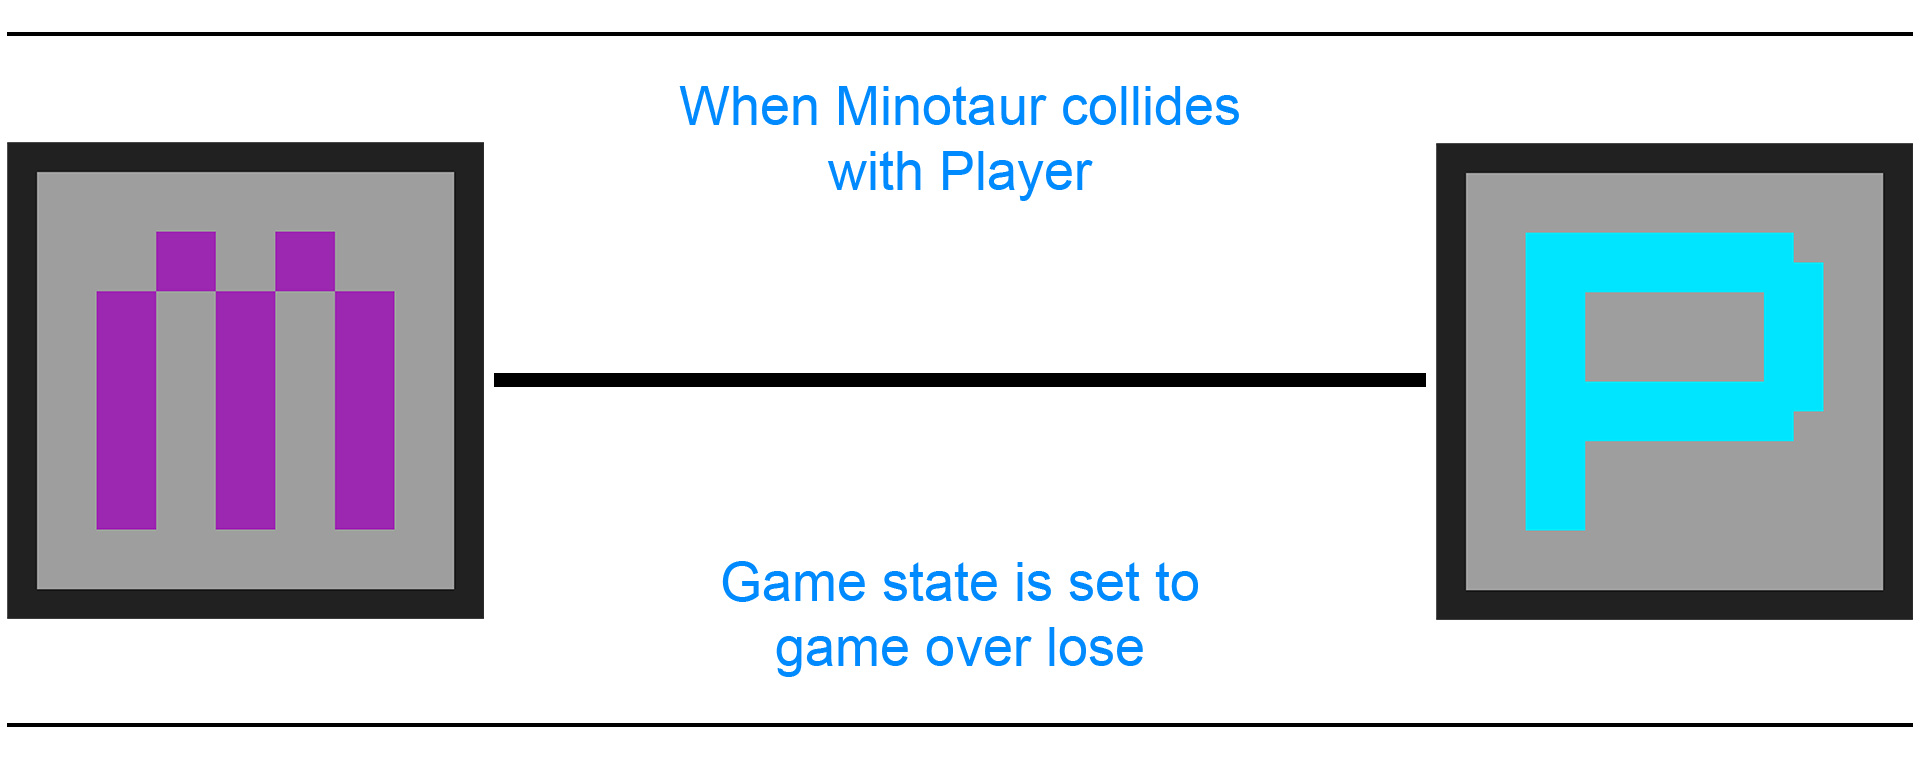 When Minotaur collides
with Player
m
P
Game state is set to
game over lose